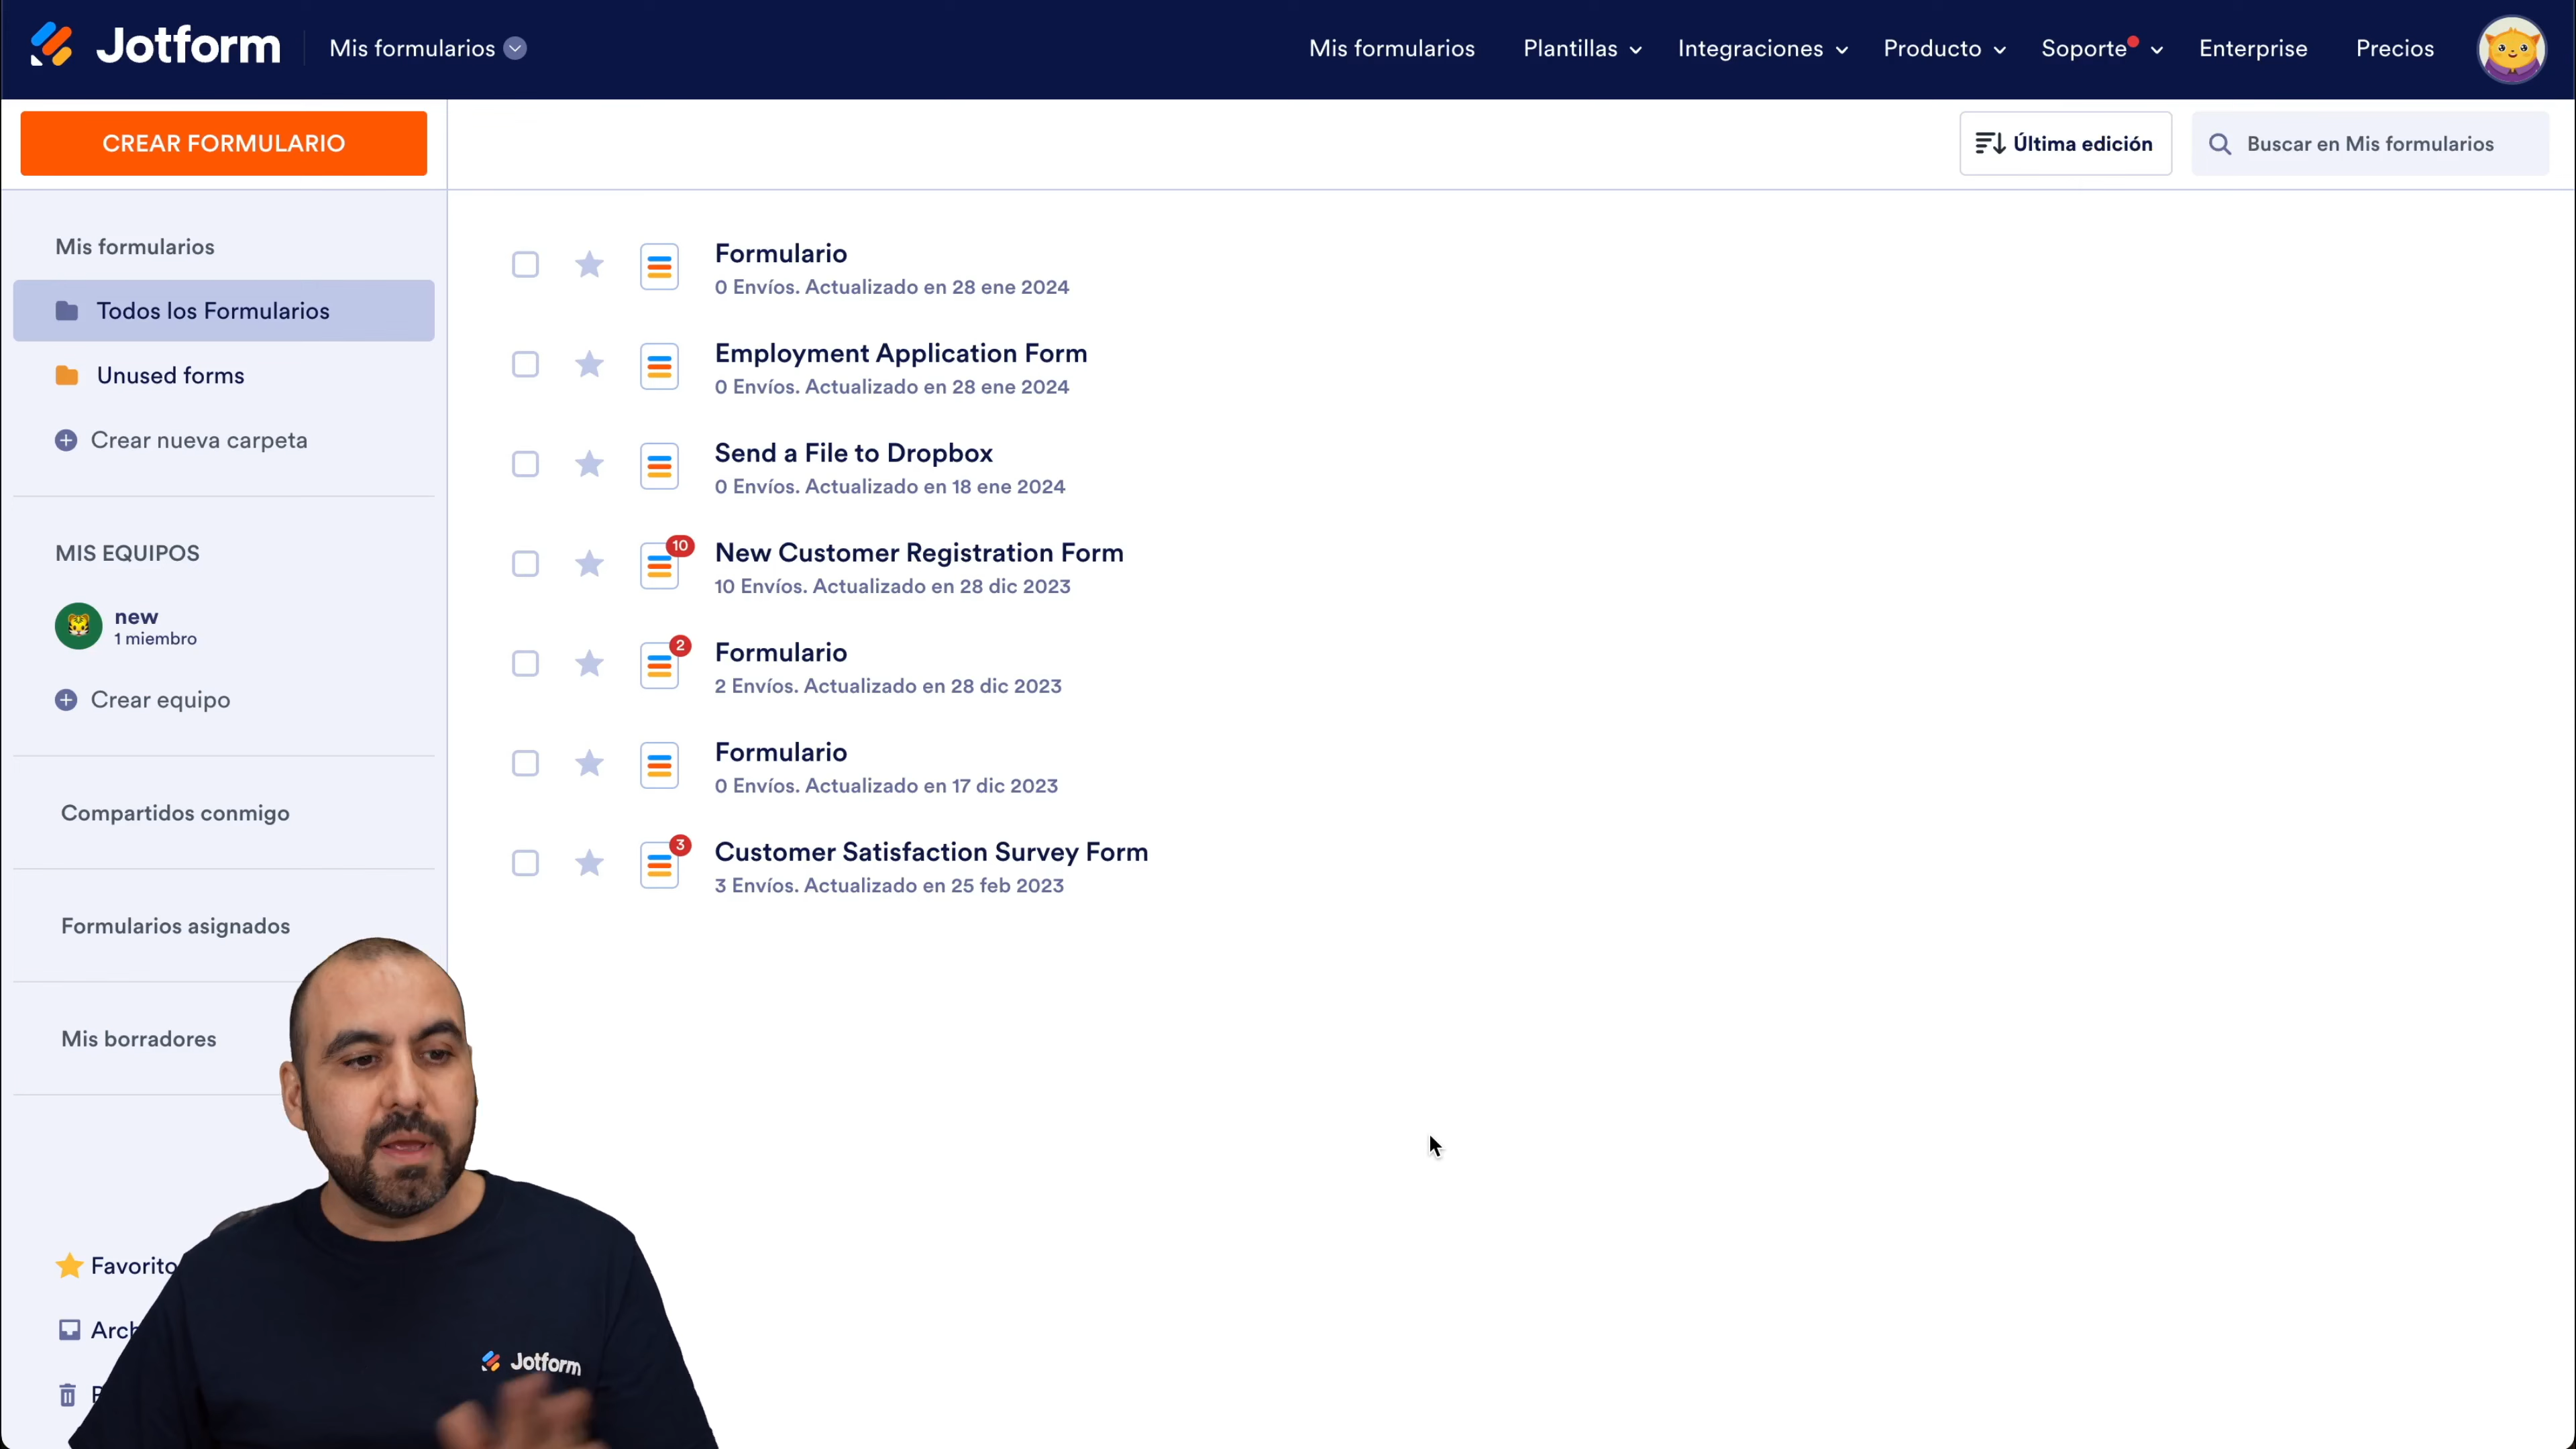 Jotform
Mis formularios
Mis formularios
Plantillas
Integraciones
Producto
Soporte
Enterprise
Precios
CREAR FORMULARIO
Última edición
Buscar en Mis formularios
Mis formularios
Todos los Formularios
Unused forms
Crear nueva carpeta
MIS EQUIPOS
new
1 miembro
Crear equipo
Compartidos conmigo
Formularios asignados
Mis borradores
Formulario
0 Envíos. Actualizado en 28 ene 2024
Employment Application Form
0 Envíos. Actualizado en 28 ene 2024
Send a File to Dropbox
0 Envíos. Actualizado en 18 ene 2024
10
New Customer Registration Form
10 Envíos. Actualizado en 28 dic 2023
2
Formulario
2 Envíos. Actualizado en 28 dic 2023
Formulario
0 Envíos. Actualizado en 17 dic 2023
3
Customer Satisfaction Survey Form
3 Envíos. Actualizado en 25 feb 2023
Favorito
Jotform